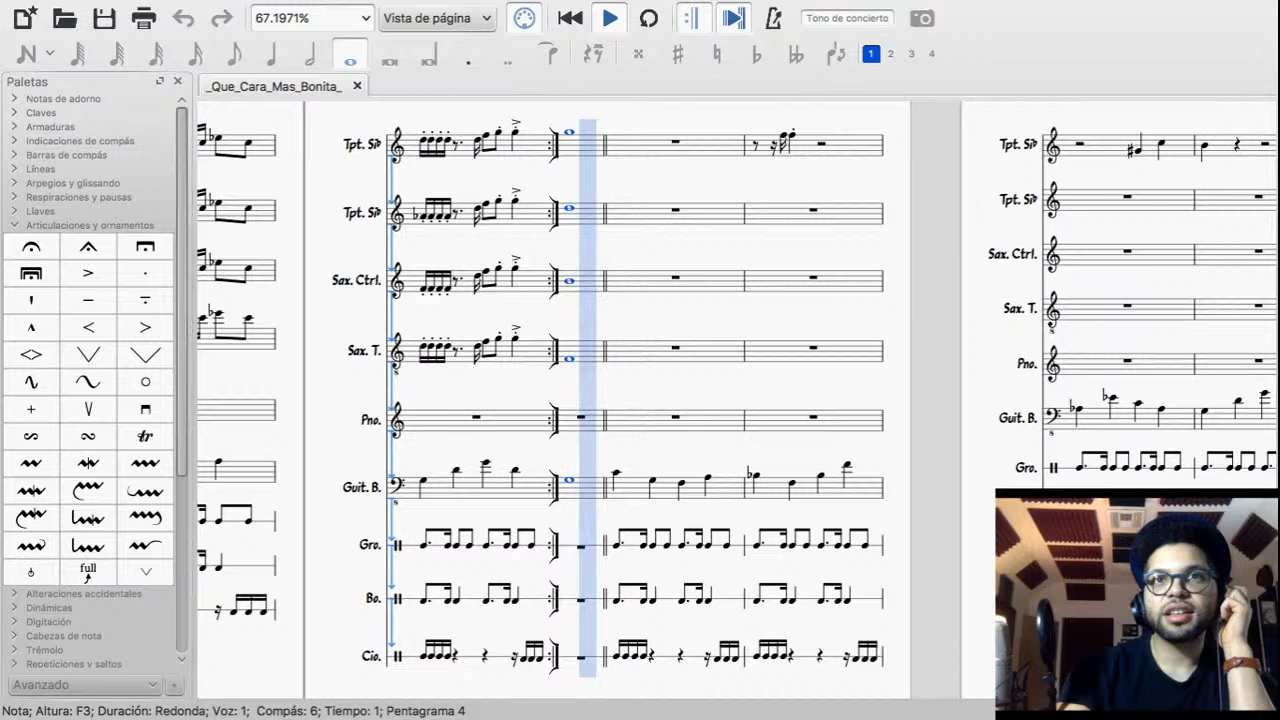 67.1971%
Vista de página
Tono de concierto
1 2 3 4
Paletas
_Que_Cara_Mas_Bonita_
Notas de adorno
Claves
Armaduras
Indicaciones de compás
Barras de compás
Líneas
Arpegios y glissando
Respiraciones y pausas
Llaves
Articulaciones y ornamentos
full
Alteraciones accidentales
Dinámicas
Digitación
Cabezas de nota
Trémolo
Repeticiones y saltos
Avanzado
Tpt. Sib
Tpt. Sib
Sax. Ctrl.
Sax. T.
Pno.
Guit. B.
Gro.
Bo.
Cio.
Tpt. Sib
Tpt. Sib
Sax. Ctrl.
Sax. T.
Pno.
Guit. B.
Gro.
Nota; Altura: F3; Duración: Redonda; Voz: 1; Compás: 6; Tiempo: 1; Pentagrama 4